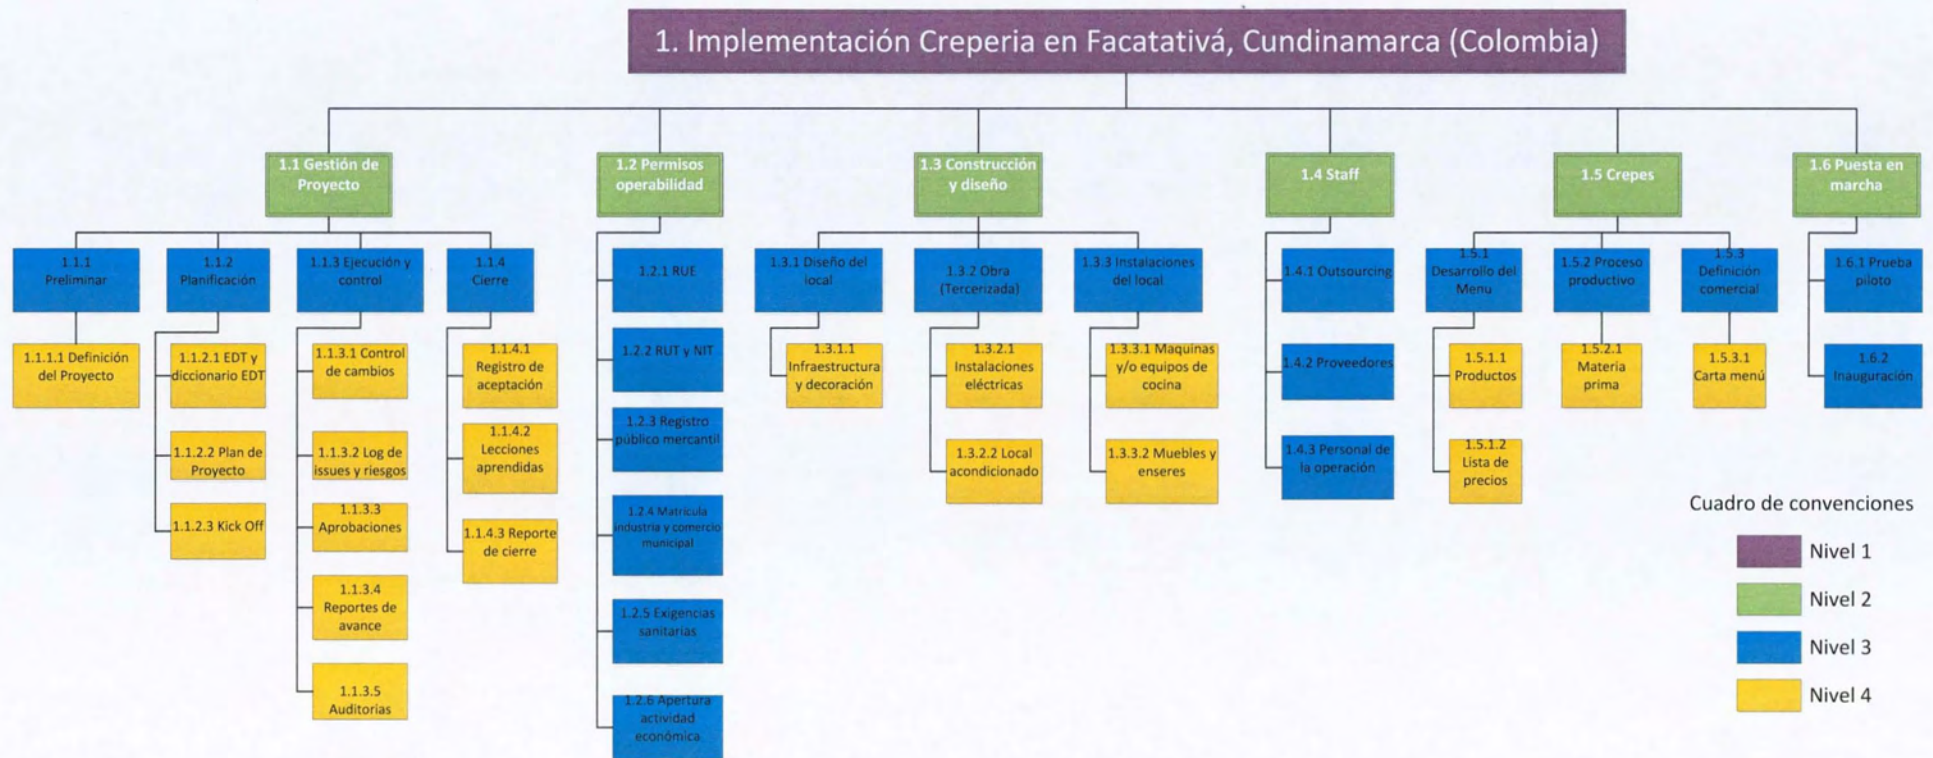 1. Implementación Creperia en Facatativá, Cundinamarca (Colombia)
1.1 Gestión de
Proyecto
1.2 Permisos
operabilidad
1.3 Construcción
y diseño
1.4 Staff
1.5 Crepes
1.6 Puesta en
marcha
1.1.1
Preliminar
1.1.2
Planificación
1.1.3 Ejecución y
control
1.1.4
Cierre
1.1.1.1 Definición
del Proyecto
1.1.2.1 EDT y
diccionario EDT
1.1.2.2 Plan de
Proyecto
1.1.2.3 Kick Off
1.1.3.1 Control
de cambios
1.1.3.2 Log de
issues y riesgos
1.1.3.3
Aprobaciones
1.1.3.4
Reportes de
avance
1.1.3.5
Auditorias
1.1.4.1
Registro de
aceptación
1.1.4.2
Lecciones
aprendidas
1.1.4.3 Reporte
de cierre
1.2.1 RUE
1.2.2 RUT y NIT
1.2.3 Registro
público mercantil
1.2.4 Matrícula
industria y comercio
municipal
1.2.5 Exigencias
sanitarias
1.2.6 Apertura
actividad
económica
1.3.1 Diseño del
local
1.3.2 Obra
(Tercerizada)
1.3.3 Instalaciones
del local
1.3.1.1
Infraestructura
y decoración
1.3.2.1
Instalaciones
eléctricas
1.3.2.2 Local
acondicionado
1.3.3.1 Maquinas
y/o equipos de
cocina
1.3.3.2 Muebles y
enseres
1.4.1 Outsourcing
1.4.2 Proveedores
1.4.3 Personal de
la operación
1.5.1
Desarrollo del
Menu
1.5.2 Proceso
productivo
1.5.3
Definición
comercial
1.5.1.1
Productos
1.5.1.2
Lista de
precios
1.5.2.1
Materia
prima
1.5.3.1
Carta menú
1.6.1 Prueba
piloto
1.6.2
Inauguración
Cuadro de convenciones
Nivel 1
Nivel 2
Nivel 3
Nivel 4